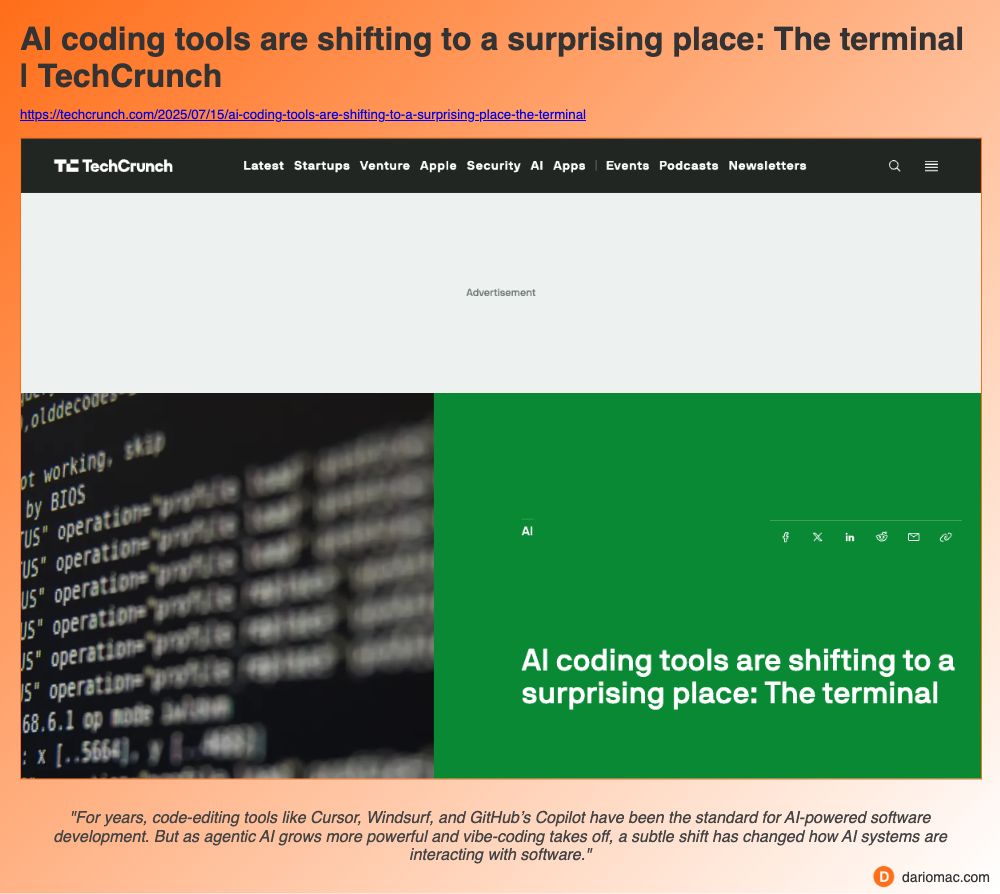 AI coding tools are shifting to a surprising place: The terminal
| TechCrunch
https://techcrunch.com/2025/07/15/ai-coding-tools-are-shifting-to-a-surprising-place-the-terminal
TechCrunch
Latest Startups Venture Apple Security AI Apps | Events Podcasts Newsletters
Advertisement
,olddecodes=
ot working, skip
by BIOS
US" operation="profile
US" operation="profile
US" operation="profile
US" operation="profile
US" operation="profile
S" operation="profile
68.6.1 op mode
: x [..5664], y [..
AI
AI coding tools are shifting to a
surprising place: The terminal
"For years, code-editing tools like Cursor, Windsurf, and GitHub’s Copilot have been the standard for AI-powered software
development. But as agentic AI grows more powerful and vibe-coding takes off, a subtle shift has changed how AI systems are
interacting with software."
D dariomac.com